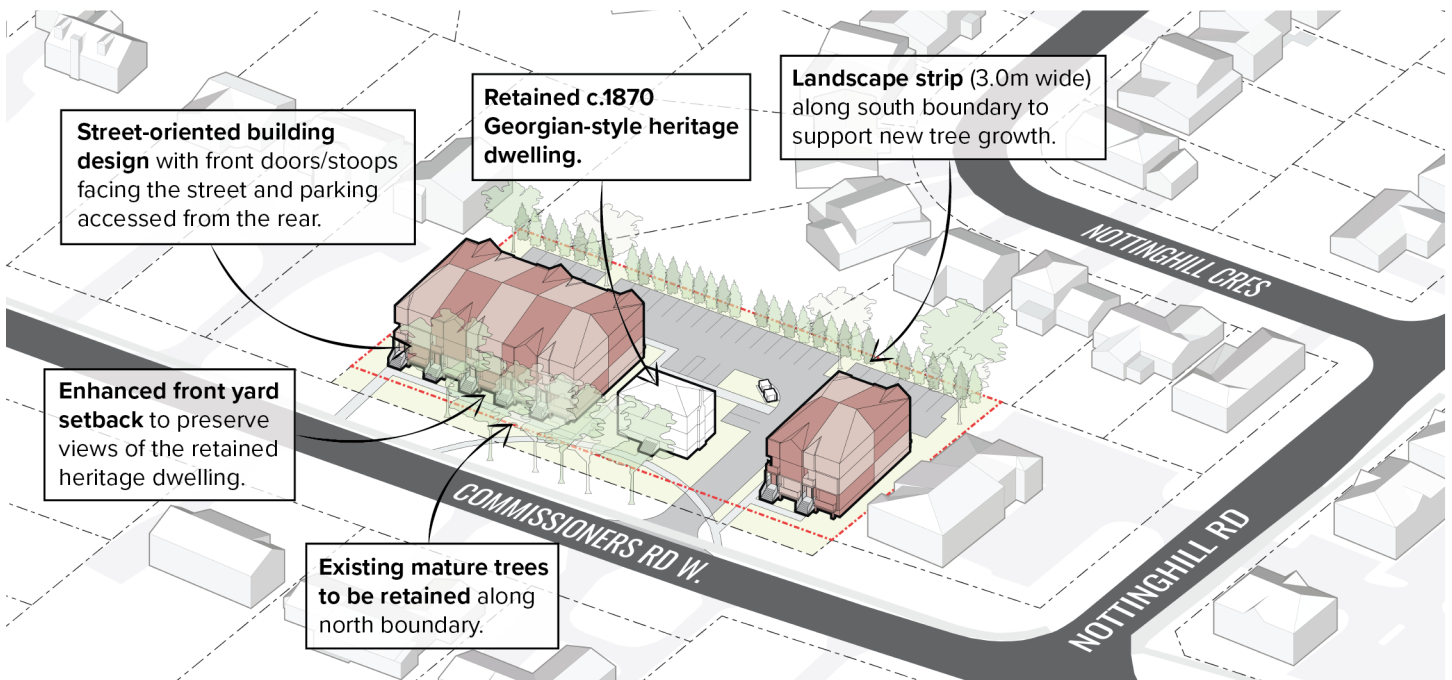 Street-oriented building
design with front doors/stoops
facing the street and parking
accessed from the rear.
Retained c.1870
Georgian-style heritage
dwelling.
Landscape strip (3.0m wide)
along south boundary to
support new tree growth.
NOTTINGHILL CRES
Enhanced front yard
setback to preserve
views of the retained
heritage dwelling.
COMMISSIONERS RD W.
NOTTINGHILL RD
Existing mature trees
to be retained along
north boundary.